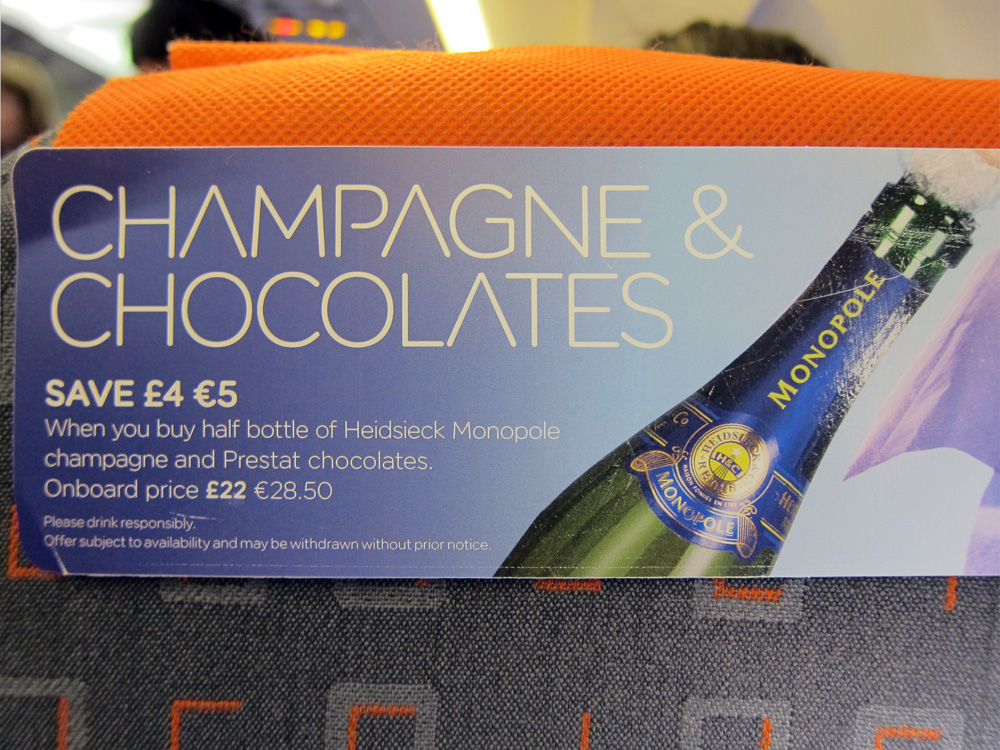 CHAMPAGNE &
CHOCOLATES
SAVE £4 €5
When you buy half bottle of Heidsieck Monopole
champagne and Prestat chocolates.
Onboard price £22 €28.50
Please drink responsibly.
Offer subject to availability and may be withdrawn without prior notice.
MONOPOLE
Co
H&C
MONOPOLE